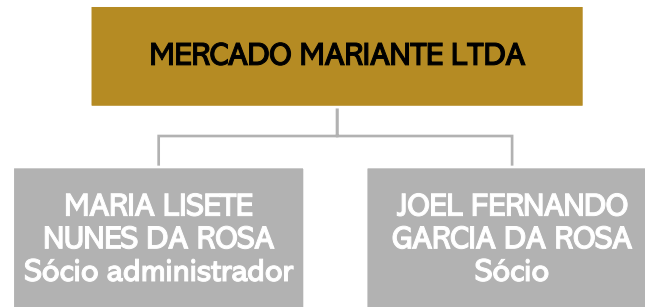 MERCADO MARIANTE LTDA
MARIA LISETE
NUNES DA ROSA
Sócio administrador
JOEL FERNANDO
GARCIA DA ROSA
Sócio